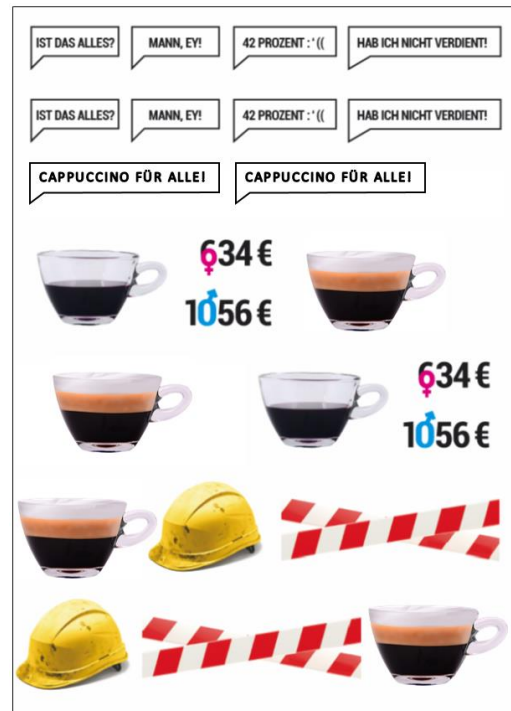 IST DAS ALLES? MANN, EY! 42 PROZENT : ' (( HAB ICH NICHT VERDIENT!
IST DAS ALLES? MANN, EY! 42 PROZENT : ' (( HAB ICH NICHT VERDIENT!
CAPPUCCINO FÜR ALLE! CAPPUCCINO FÜR ALLE!
634 €
1056 €
634 €
1056 €